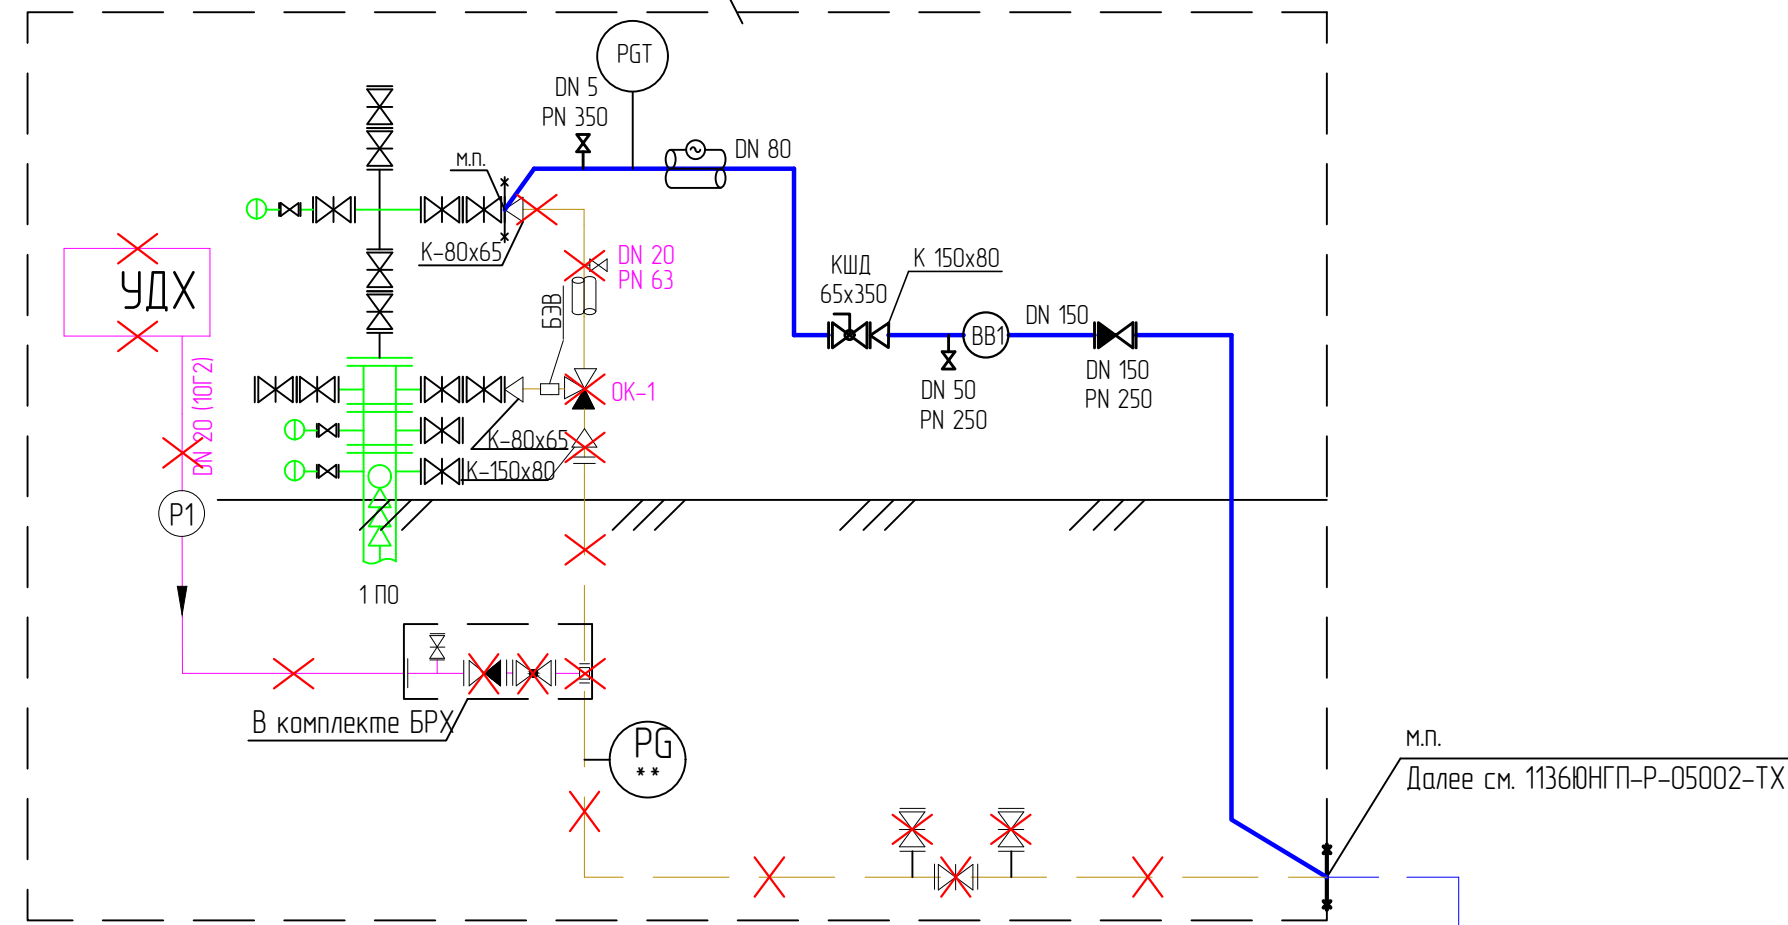 PGT
DN 5
PN 350
DN 80
м.п.
К-80х65
DN 20
PN 63
УДХ
БЭВ
КШД
65х350
К 150х80
DN 150
ВВ1
DN 50
PN 250
DN 150
PN 250
DN 20 (10Г2)
ОК-1
К-80х65
К-150х80
Р1
1 ПО
В комплекте БРХ
PG
**
м.п.
Далее см. 1136ЮНГП-Р-05002-ТХ